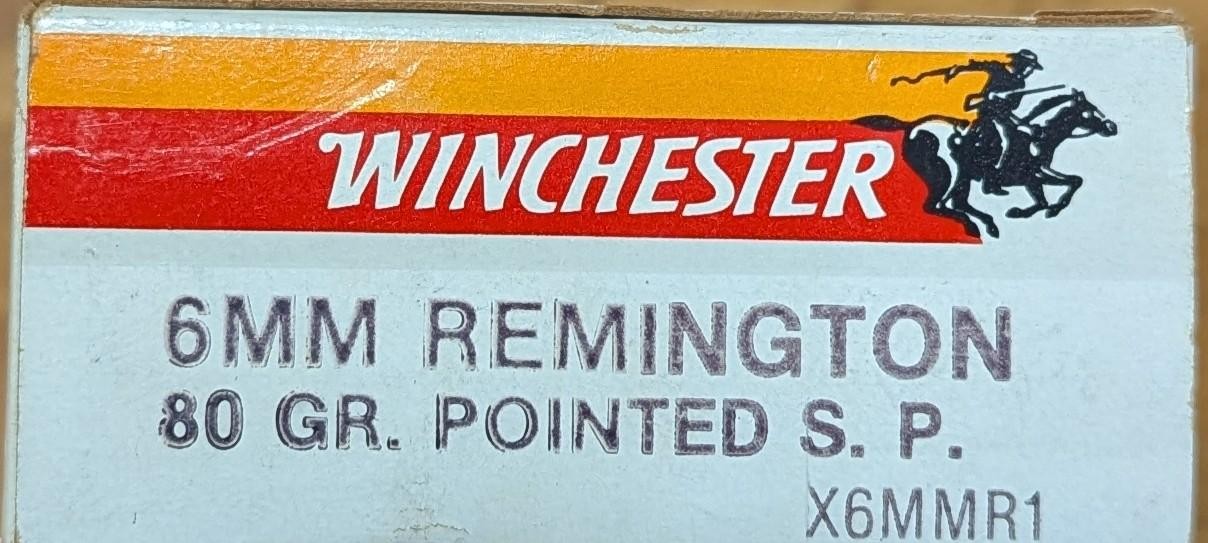 WINCHESTER
6MM REMINGTON
80 GR. POINTED S. P.
X6MMR1